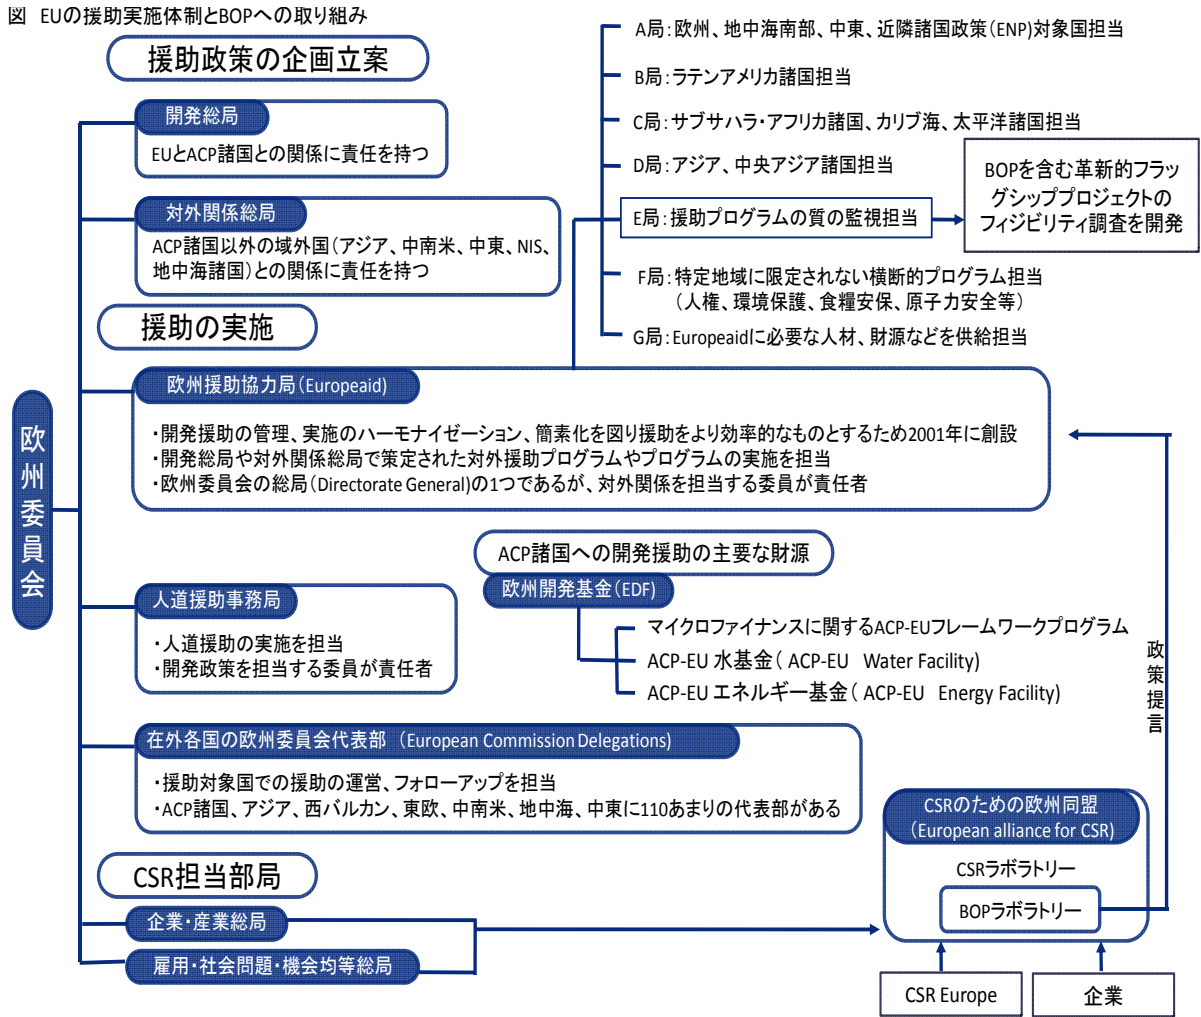 図 EUの援助実施体制とBOPへの取り組み
援助政策の企画立案
開発総局
EUとACP諸国との関係に責任を持つ
対外関係総局
ACP諸国以外の域外国(アジア、中南米、中東、NIS、
地中海諸国)との関係に責任を持つ
A局:欧州、地中海南部、中東、近隣諸国政策(ENP)対象国担当
B局:ラテンアメリカ諸国担当
C局:サブサハラ・アフリカ諸国、カリブ海、太平洋諸国担当
D局:アジア、中央アジア諸国担当
E局:援助プログラムの質の監視担当
F局:特定地域に限定されない横断的プログラム担当
(人権、環境保護、食糧安保、原子力安全等)
G局:Europeaidに必要な人材、財源などを供給担当
BOPを含む革新的フラッ
グシッププロジェクトの
フィジビリティ調査を開発
援助の実施
欧州援助協力局(Europeaid)
・開発援助の管理、実施のハーモナイゼーション、簡素化を図り援助をより効率的なものとするため2001年に創設
・開発総局や対外関係総局で策定された対外援助プログラムやプログラムの実施を担当
・欧州委員会の総局(Directorate General)の1つであるが、対外関係を担当する委員が責任者
欧州委員会
ACP諸国への開発援助の主要な財源
欧州開発基金(EDF)
マイクロファイナンスに関するACP-EUフレームワークプログラム
ACP-EU 水基金( ACP-EU Water Facility)
ACP-EU エネルギー基金( ACP-EU Energy Facility)
人道援助事務局
・人道援助の実施を担当
・開発政策を担当する委員が責任者
政策提言
在外各国の欧州委員会代表部 (European Commission Delegations)
・援助対象国での援助の運営、フォローアップを担当
・ACP諸国、アジア、西バルカン、東欧、中南米、地中海、中東に110あまりの代表部がある
CSR担当部局
企業・産業総局
雇用・社会問題・機会均等総局
CSRのための欧州同盟
(European alliance for CSR)
CSRラボラトリー
BOPラボラトリー
CSR Europe
企業